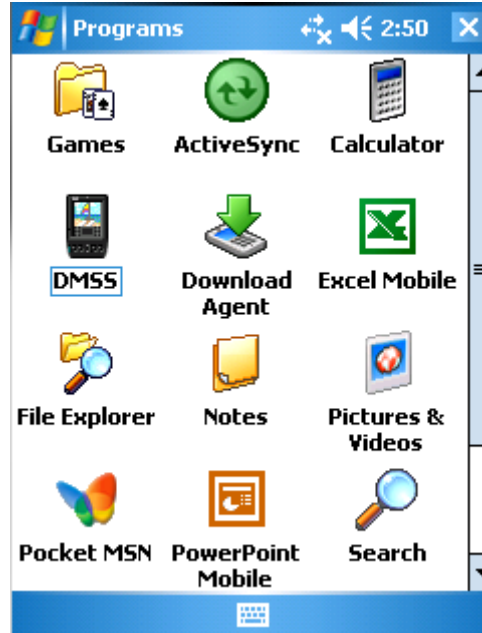 Programs 2:50
Games ActiveSync Calculator
DMSS Download Agent Excel Mobile
File Explorer Notes Pictures & Videos
Pocket MSN PowerPoint Mobile Search